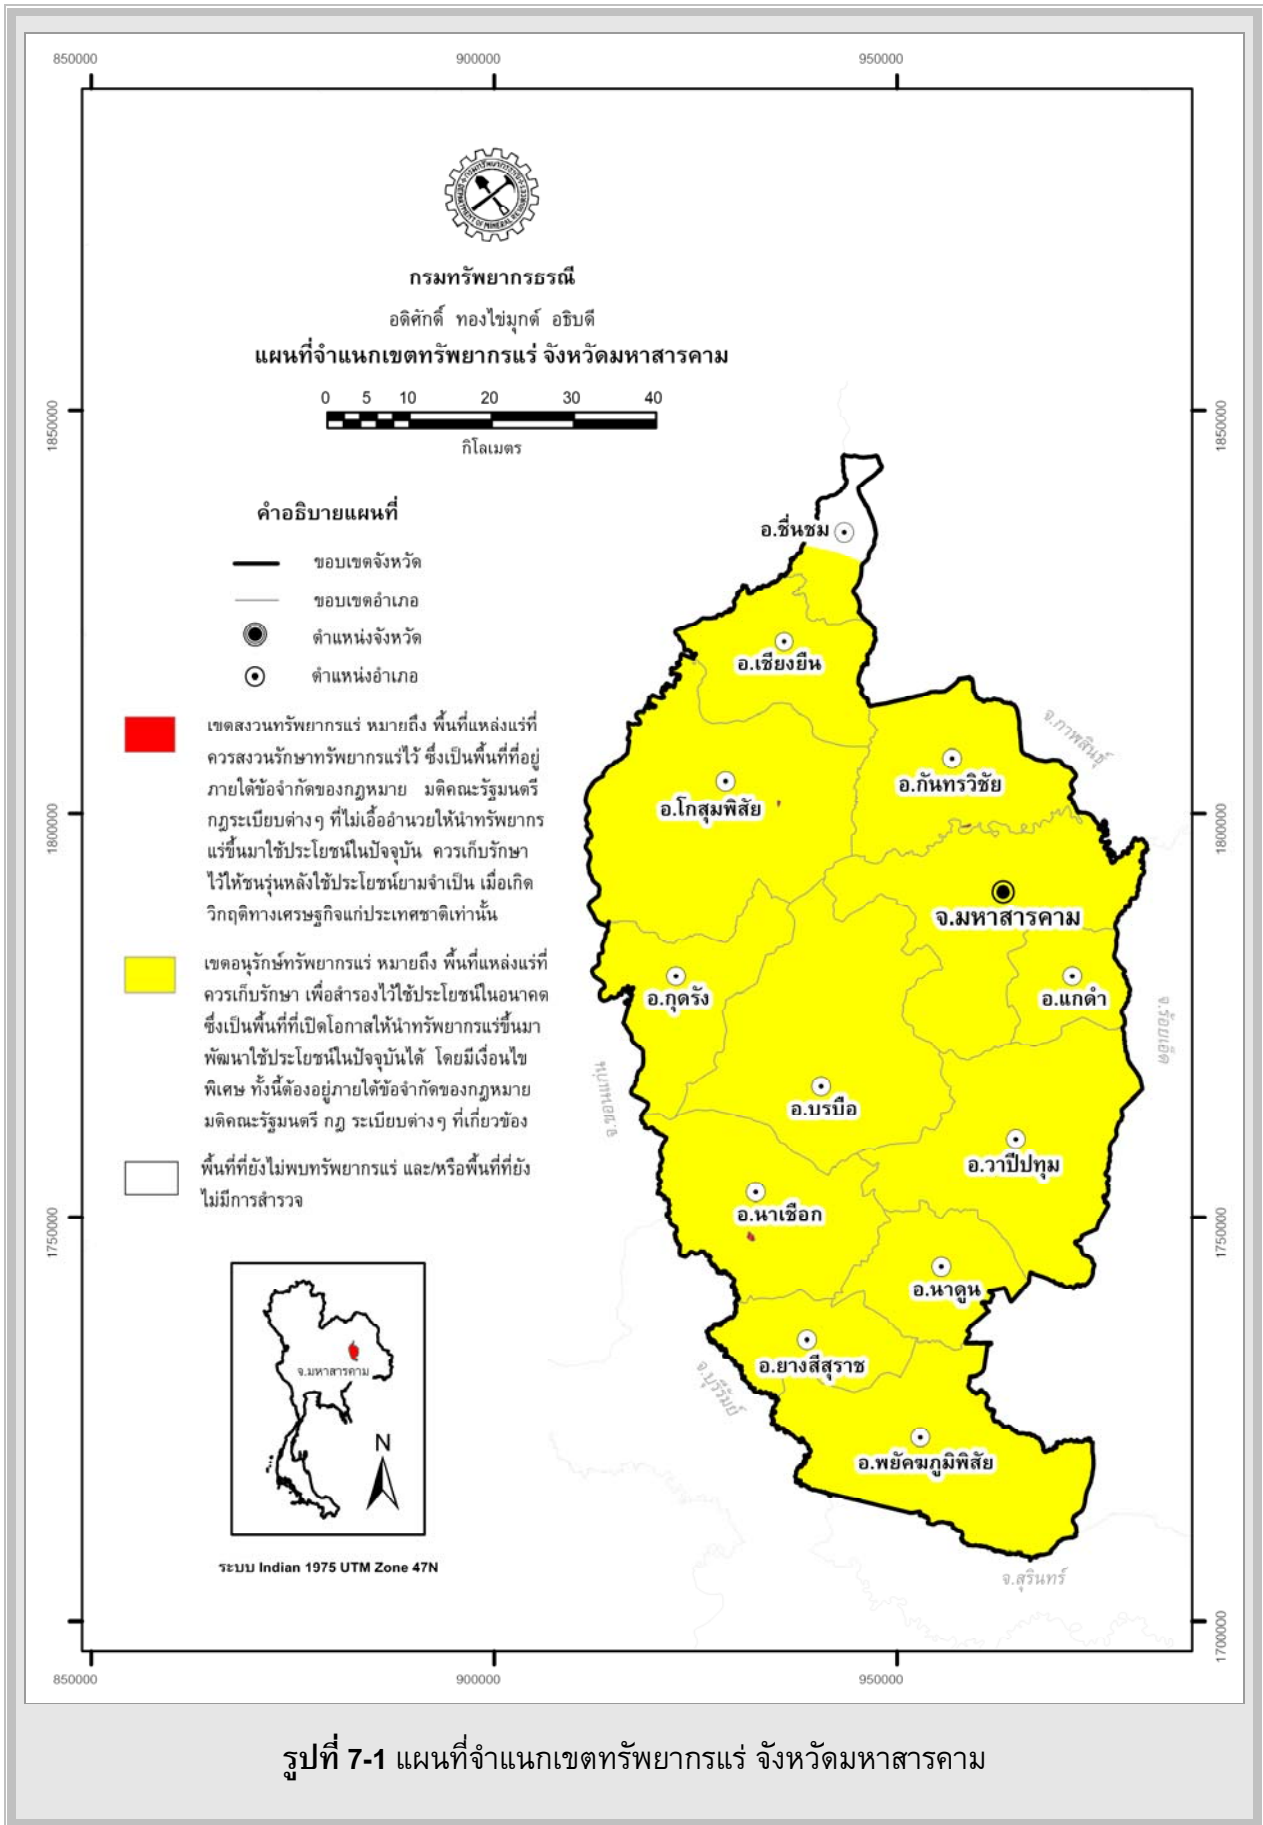 850000
900000
950000
กรมทรัพยากรธรณี
DEPARTMENT OF MINERAL RESOURCES
กรมทรัพยากรธรณี
อดิศักดิ์ ทองไข่มุกต์ อธิบดี
แผนที่จำแนกเขตทรัพยากรแร่ จังหวัดมหาสารคาม
0 5 10 20 30 40
กิโลเมตร
1850000
1850000
คำอธิบายแผนที่
ขอบเขตจังหวัด
ขอบเขตอำเภอ
ตำแหน่งจังหวัด
ตำแหน่งอำเภอ
เขตสงวนทรัพยากรแร่ หมายถึง พื้นที่แหล่งแร่ที่
ควรสงวนรักษาทรัพยากรแร่ไว้ ซึ่งเป็นพื้นที่ที่อยู่
ภายใต้ข้อจำกัดของกฎหมาย มติคณะรัฐมนตรี
กฎระเบียบต่างๆ ที่ไม่เอื้ออำนวยให้นำทรัพยากร
แร่ขึ้นมาใช้ประโยชน์ในปัจจุบัน ควรเก็บรักษา
ไว้ให้ชนรุ่นหลังใช้ประโยชน์ยามจำเป็น เมื่อเกิด
วิกฤติทางเศรษฐกิจแก่ประเทศชาติเท่านั้น
เขตอนุรักษ์ทรัพยากรแร่ หมายถึง พื้นที่แหล่งแร่ที่
ควรเก็บรักษา เพื่อสำรองไว้ใช้ประโยชน์ในอนาคต
ซึ่งเป็นพื้นที่ที่เปิดโอกาสให้นำทรัพยากรแร่ขึ้นมา
พัฒนาใช้ประโยชน์ในปัจจุบันได้ โดยมีเงื่อนไข
พิเศษ ทั้งนี้ต้องอยู่ภายใต้ข้อจำกัดของกฎหมาย
มติคณะรัฐมนตรี กฎ ระเบียบต่างๆ ที่เกี่ยวข้อง
พื้นที่ที่ยังไม่พบทรัพยากรแร่ และ/หรือพื้นที่ที่ยัง
ไม่มีการสำรวจ
อ.ชื่นชม
อ.เชียงยืน
จ.กาฬสินธุ์
อ.กันทรวิชัย
อ.โกสุมพิสัย
1800000
1800000
จ.มหาสารคาม
อ.กุดรัง
อ.แกดำ
จ.ร้อยเอ็ด
จ.ขอนแก่น
อ.บรบือ
อ.วาปีปทุม
อ.นาเชือก
1750000
1750000
อ.นาดูน
อ.ยางสีสุราช
จ.บุรีรัมย์
อ.พยัคฆภูมิพิสัย
จ.สุรินทร์
จ.มหาสารคาม
N
ระบบ Indian 1975 UTM Zone 47N
1700000
850000
900000
950000
รูปที่ 7-1 แผนที่จำแนกเขตทรัพยากรแร่ จังหวัดมหาสารคาม